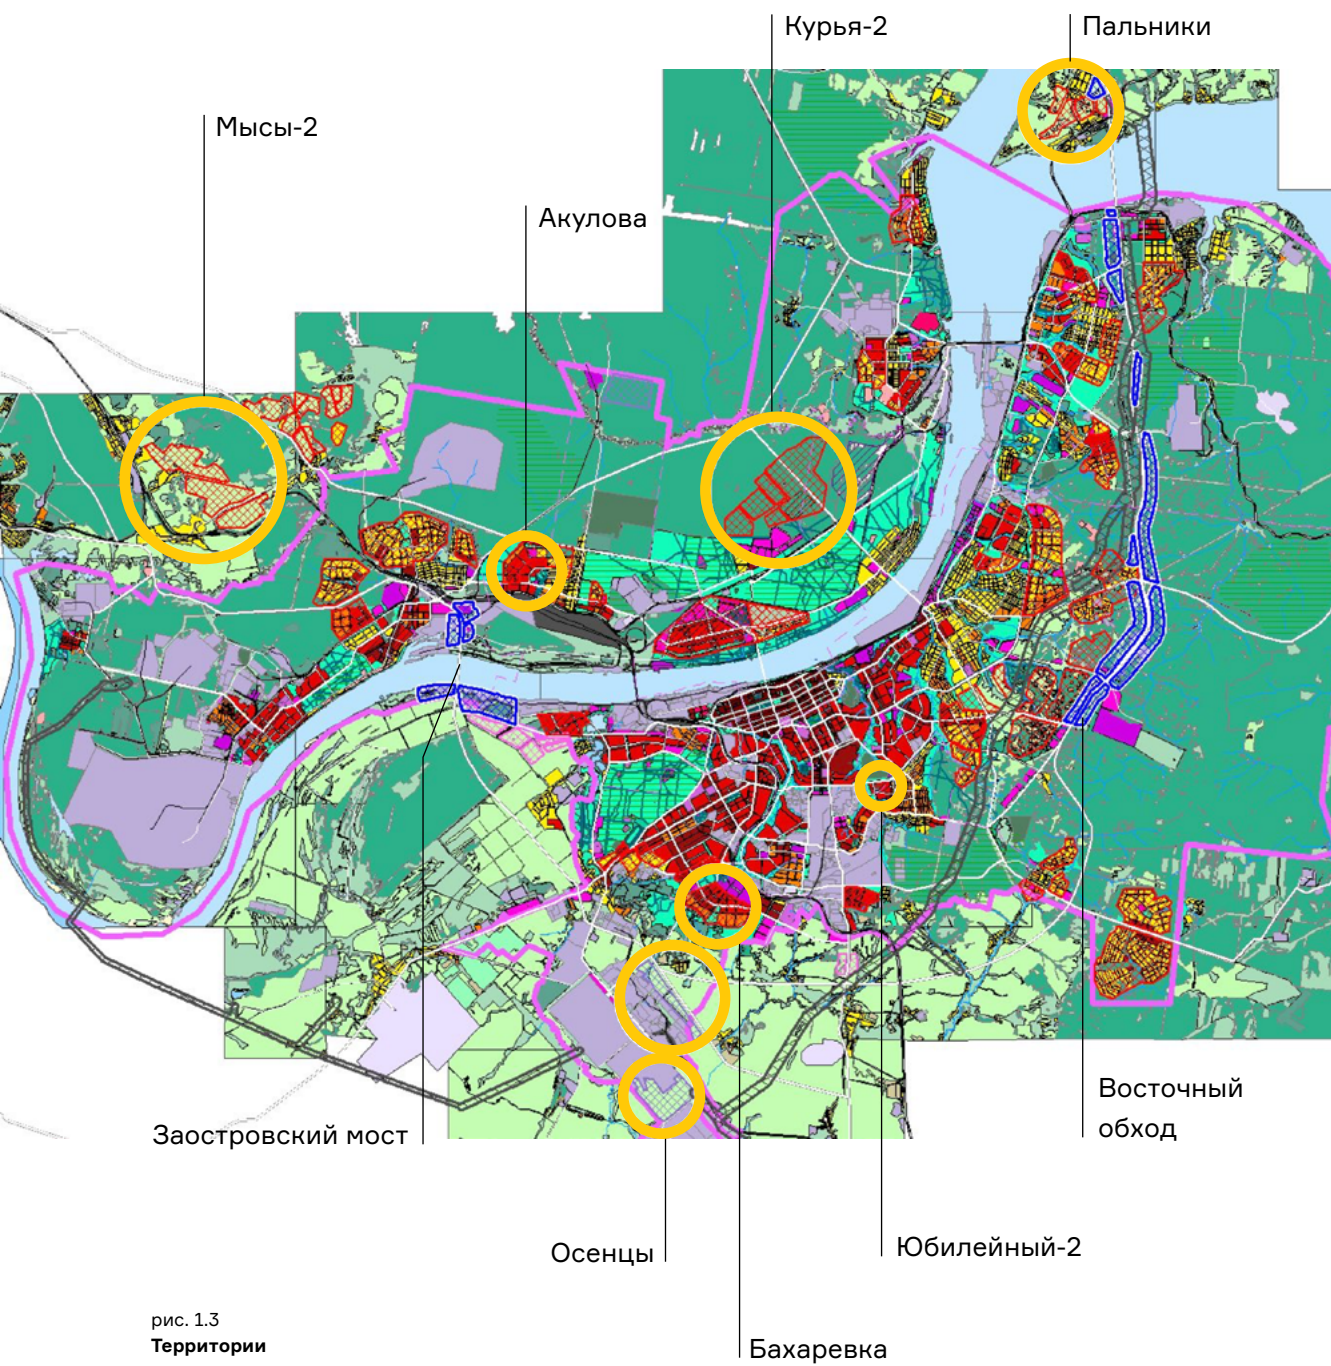 Курья-2
Пальники
Мысы-2
Акулова
Восточный
обход
Заостровский мост
Юбилейный-2
Осенцы
рис. 1.3
Территории
Бахаревка